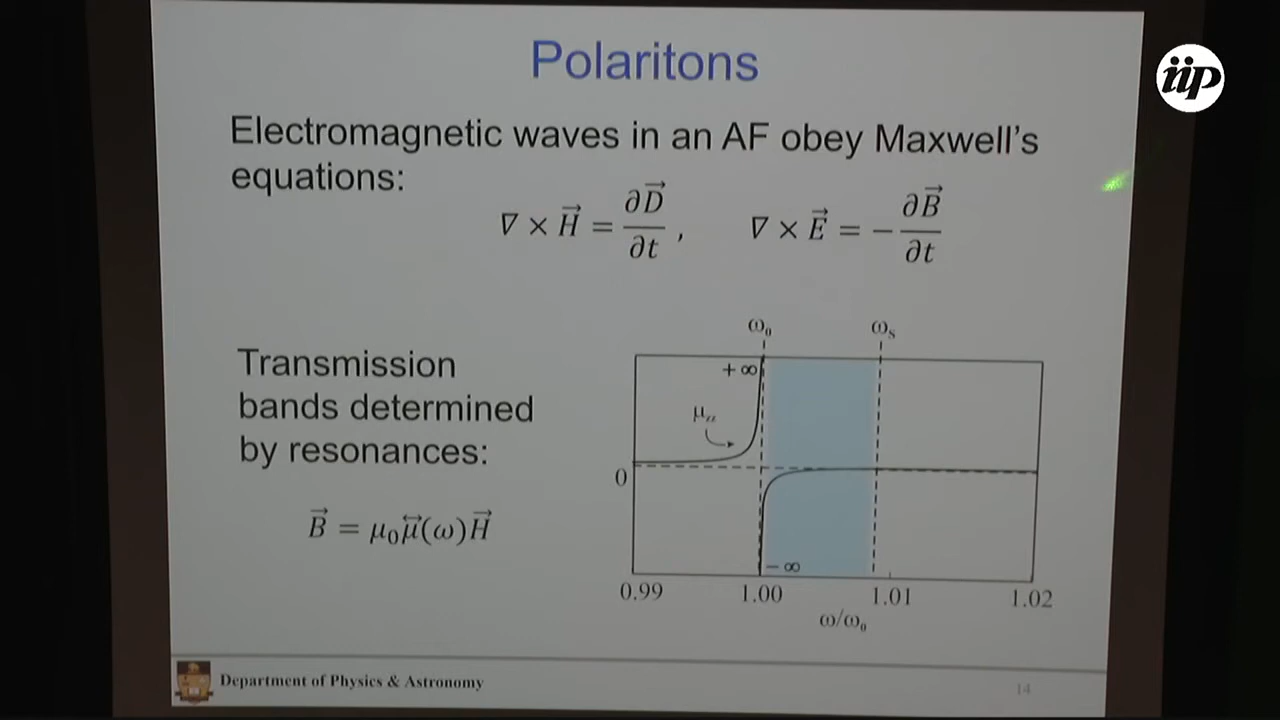 iip
Polaritons
Electromagnetic waves in an AF obey Maxwell's
equations:
∇ × H⃗ = ∂D⃗/∂t , ∇ × E⃗ = − ∂B⃗/∂t
Transmission
bands determined
by resonances:
B⃗ = μ₀μ⃡(ω)H⃗
ω₀ ωs
+ ∞
0
− ∞
0.99 1.00 1.01 1.02
ω/ω₀
Department of Physics & Astronomy
14